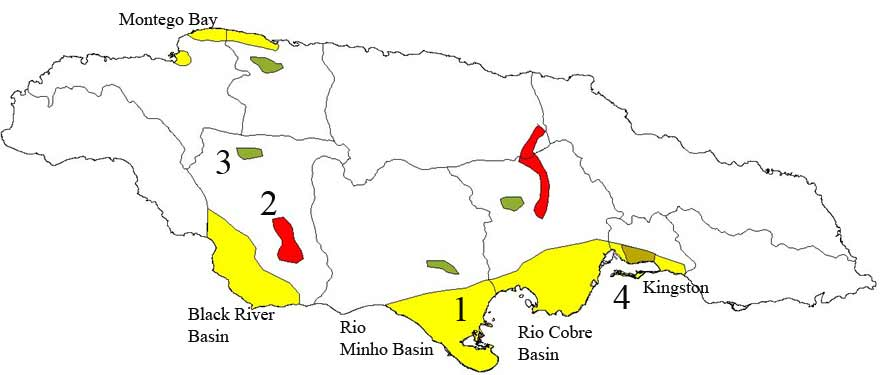 Montego Bay
3
2
1
4
Kingston
Black River
Basin
Rio
Minho Basin
Rio Cobre
Basin